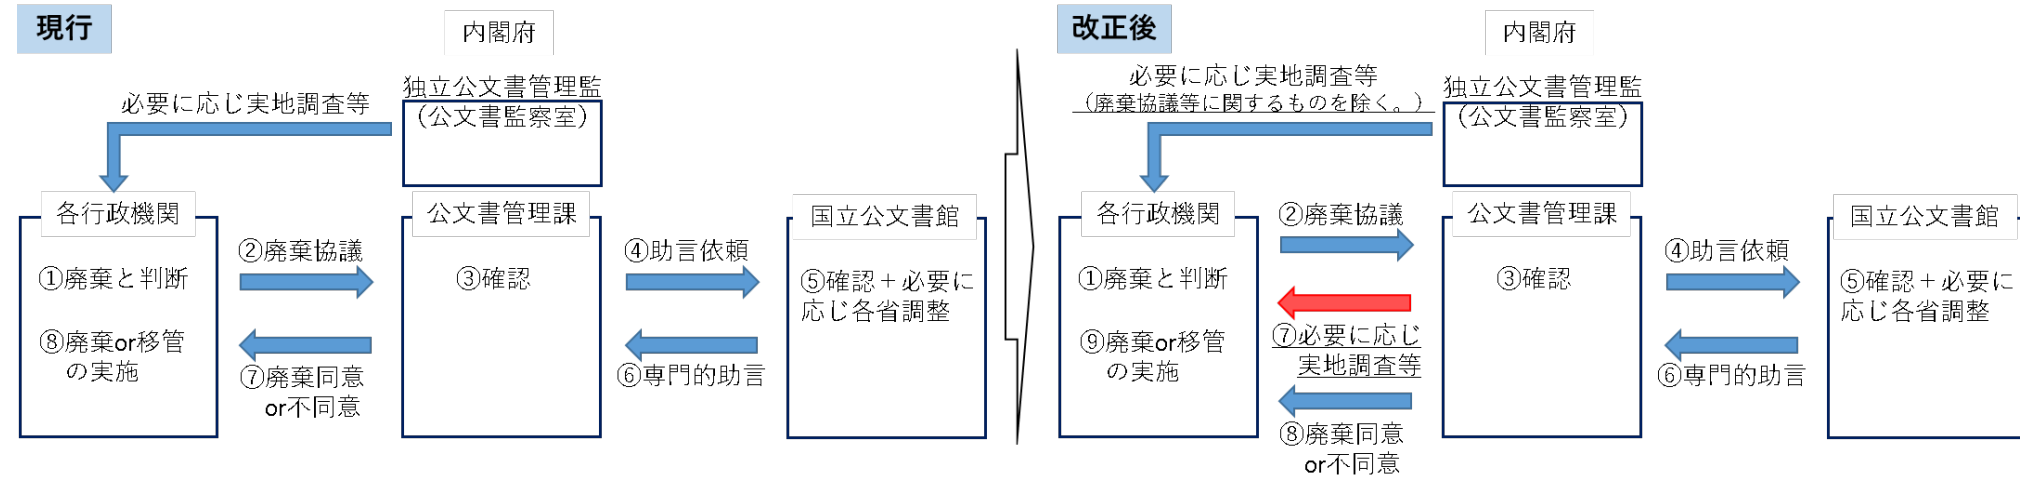 現行
内閣府
独立公文書管理監
（公文書監察室）
必要に応じ実地調査等
各行政機関
①廃棄と判断
⑧廃棄or移管
の実施
②廃棄協議
⑦廃棄同意
or不同意
公文書管理課
③確認
④助言依頼
⑥専門的助言
国立公文書館
⑤確認＋必要に
応じ各省調整
改正後
内閣府
独立公文書管理監
（公文書監察室）
必要に応じ実地調査等
（廃棄協議等に関するものを除く。）
各行政機関
①廃棄と判断
⑨廃棄or移管
の実施
②廃棄協議
⑦必要に応じ
実地調査等
⑧廃棄同意
or不同意
公文書管理課
③確認
④助言依頼
⑥専門的助言
国立公文書館
⑤確認＋必要に
応じ各省調整